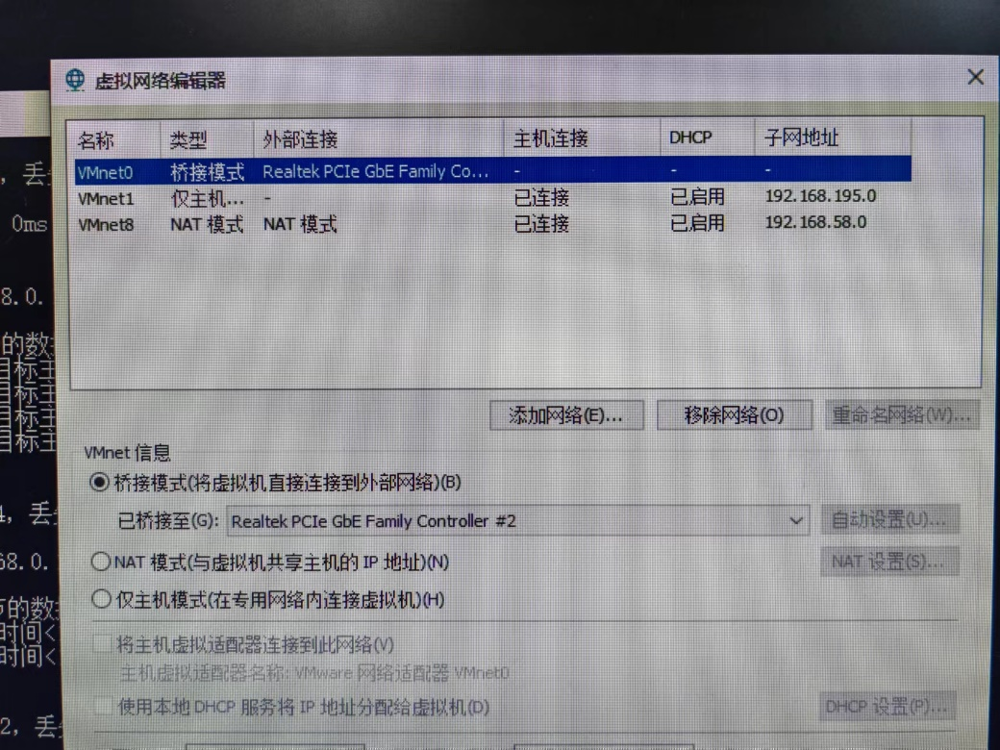 虚拟网络编辑器
名称 类型 外部连接 主机连接 DHCP 子网地址
VMnet0 桥接模式 Realtek PCIe GbE Family Co... - - -
VMnet1 仅主机... - 已连接 已启用 192.168.195.0
VMnet8 NAT 模式 NAT 模式 已连接 已启用 192.168.58.0
添加网络(E)... 移除网络(O) 重命名网络(W)...
VMnet 信息
桥接模式(将虚拟机直接连接到外部网络)(B)
已桥接至(G): Realtek PCIe GbE Family Controller #2 自动设置(U)...
NAT 模式(与虚拟机共享主机的 IP 地址)(N) NAT 设置(S)...
仅主机模式(在专用网络内连接虚拟机)(H)
将主机虚拟适配器连接到此网络(V)
主机虚拟适配器名称: VMware 网络适配器 VMnet0
使用本地 DHCP 服务将 IP 地址分配给虚拟机(D) DHCP 设置(P)...
, 丢
0ms
8.0.
的数
目标主
目标主
目标主
目标主
, 丢
68.0.
的数
时间<
时间<
2, 丢